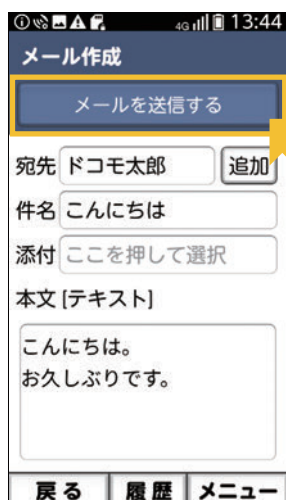 4G 13:44
メール作成
メールを送信する
宛先 ドコモ太郎 追加
件名 こんにちは
添付 ここを押して選択
本文 [テキスト]
こんにちは。
お久しぶりです。
戻る 履歴 メニュー